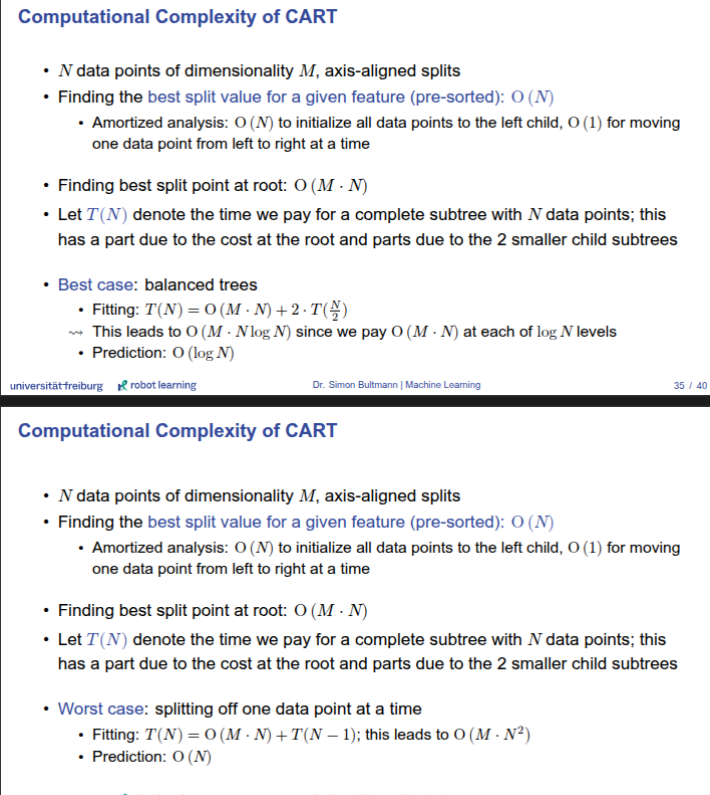 Computational Complexity of CART
• N data points of dimensionality M, axis-aligned splits
• Finding the best split value for a given feature (pre-sorted): O (N)
• Amortized analysis: O (N) to initialize all data points to the left child, O (1) for moving
one data point from left to right at a time
• Finding best split point at root: O (M · N)
• Let T(N) denote the time we pay for a complete subtree with N data points; this
has a part due to the cost at the root and parts due to the 2 smaller child subtrees
• Best case: balanced trees
• Fitting: T(N) = O (M · N) + 2 · T(N/2)
⇝ This leads to O (M · N log N) since we pay O (M · N) at each of log N levels
• Prediction: O (log N)
universität freiburg robot learning Dr. Simon Bultmann | Machine Learning 35 / 40
Computational Complexity of CART
• N data points of dimensionality M, axis-aligned splits
• Finding the best split value for a given feature (pre-sorted): O (N)
• Amortized analysis: O (N) to initialize all data points to the left child, O (1) for moving
one data point from left to right at a time
• Finding best split point at root: O (M · N)
• Let T(N) denote the time we pay for a complete subtree with N data points; this
has a part due to the cost at the root and parts due to the 2 smaller child subtrees
• Worst case: splitting off one data point at a time
• Fitting: T(N) = O (M · N) + T(N − 1); this leads to O (M · N²)
• Prediction: O (N)